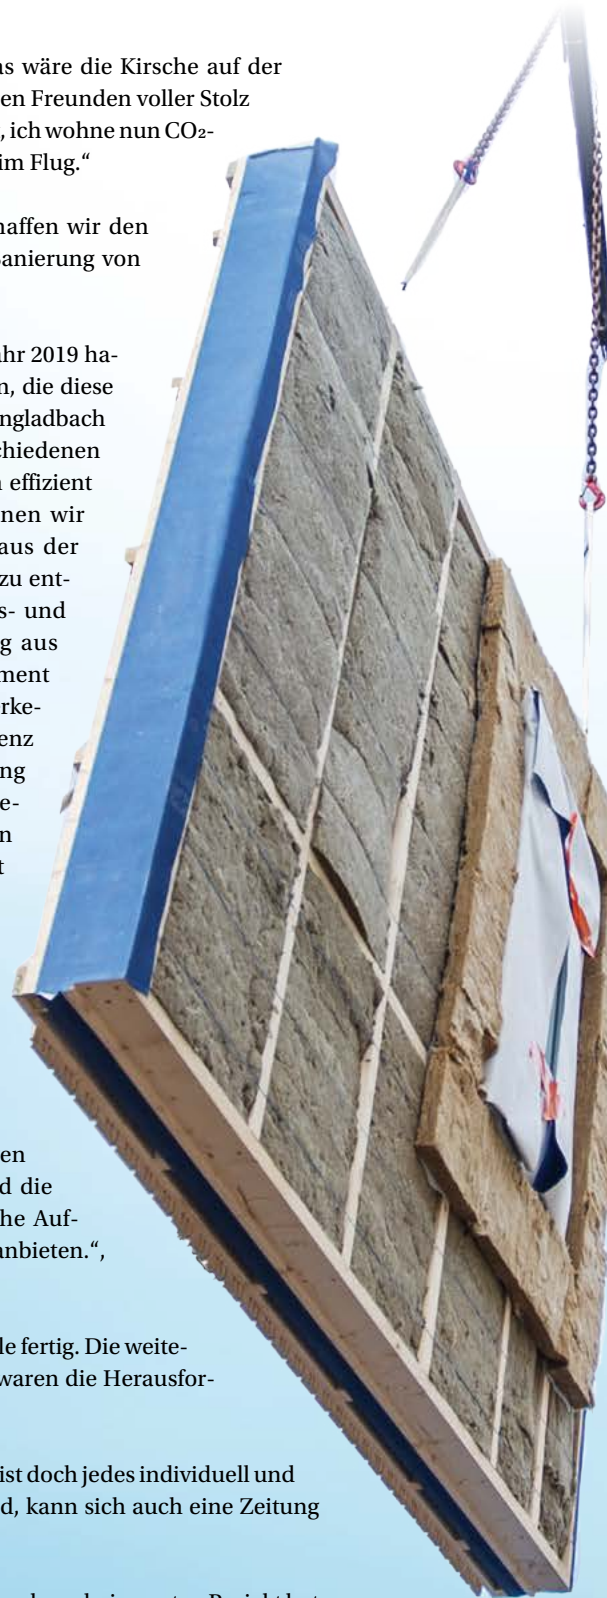 as wäre die Kirsche auf der
en Freunden voller Stolz
, ich wohne nun CO₂-
im Flug.“
haffen wir den
Sanierung von
ahr 2019 ha-
n, die diese
engladbach
chiedenen
n effizient
nen wir
aus der
zu ent-
s- und
g aus
ment
rke-
enz
ng
e-
n
t
en
d die
he Auf-
anbieten.“,
le fertig. Die weite-
waren die Herausfor-
ist doch jedes individuell und
d, kann sich auch eine Zeitung